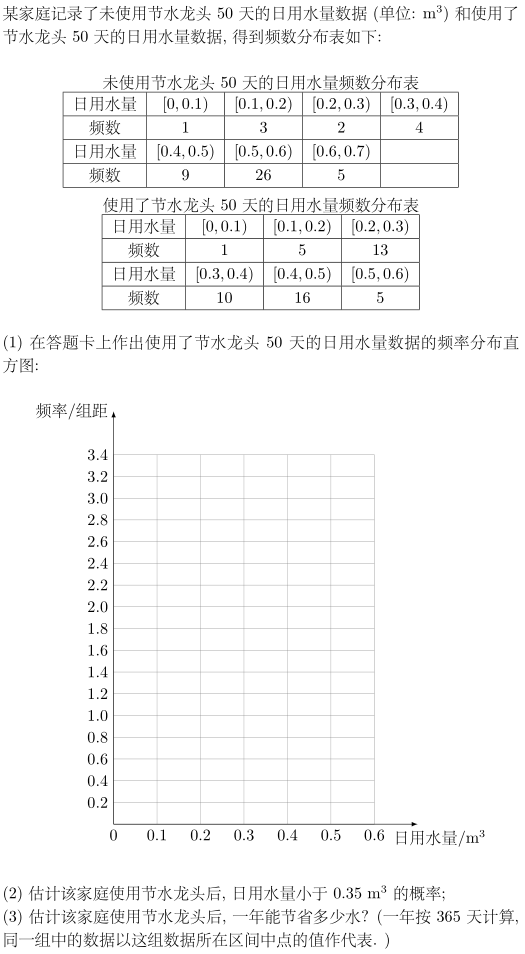 某家庭记录了未使用节水龙头 50 天的日用水量数据 (单位: m³) 和使用了
节水龙头 50 天的日用水量数据, 得到频数分布表如下:
未使用节水龙头 50 天的日用水量频数分布表
日用水量 [0, 0.1) [0.1, 0.2) [0.2, 0.3) [0.3, 0.4)
频数 1 3 2 4
日用水量 [0.4, 0.5) [0.5, 0.6) [0.6, 0.7)
频数 9 26 5
使用了节水龙头 50 天的日用水量频数分布表
日用水量 [0, 0.1) [0.1, 0.2) [0.2, 0.3)
频数 1 5 13
日用水量 [0.3, 0.4) [0.4, 0.5) [0.5, 0.6)
频数 10 16 5
(1) 在答题卡上作出使用了节水龙头 50 天的日用水量数据的频率分布直
方图:
频率/组距
3.4
3.2
3.0
2.8
2.6
2.4
2.2
2.0
1.8
1.6
1.4
1.2
1.0
0.8
0.6
0.4
0.2
0 0.1 0.2 0.3 0.4 0.5 0.6 日用水量/m³
(2) 估计该家庭使用节水龙头后, 日用水量小于 0.35 m³ 的概率;
(3) 估计该家庭使用节水龙头后, 一年能节省多少水? (一年按 365 天计算,
同一组中的数据以这组数据所在区间中点的值作代表. )